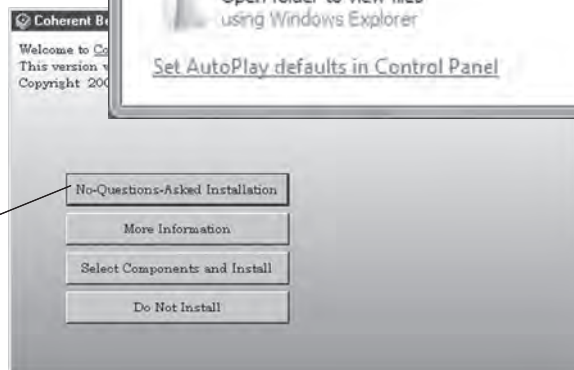 Open folder to view files
using Windows Explorer
Set AutoPlay defaults in Control Panel
Coherent
Welcome to
This version
Copyright 200
No-Questions-Asked Installation
More Information
Select Components and Install
Do Not Install